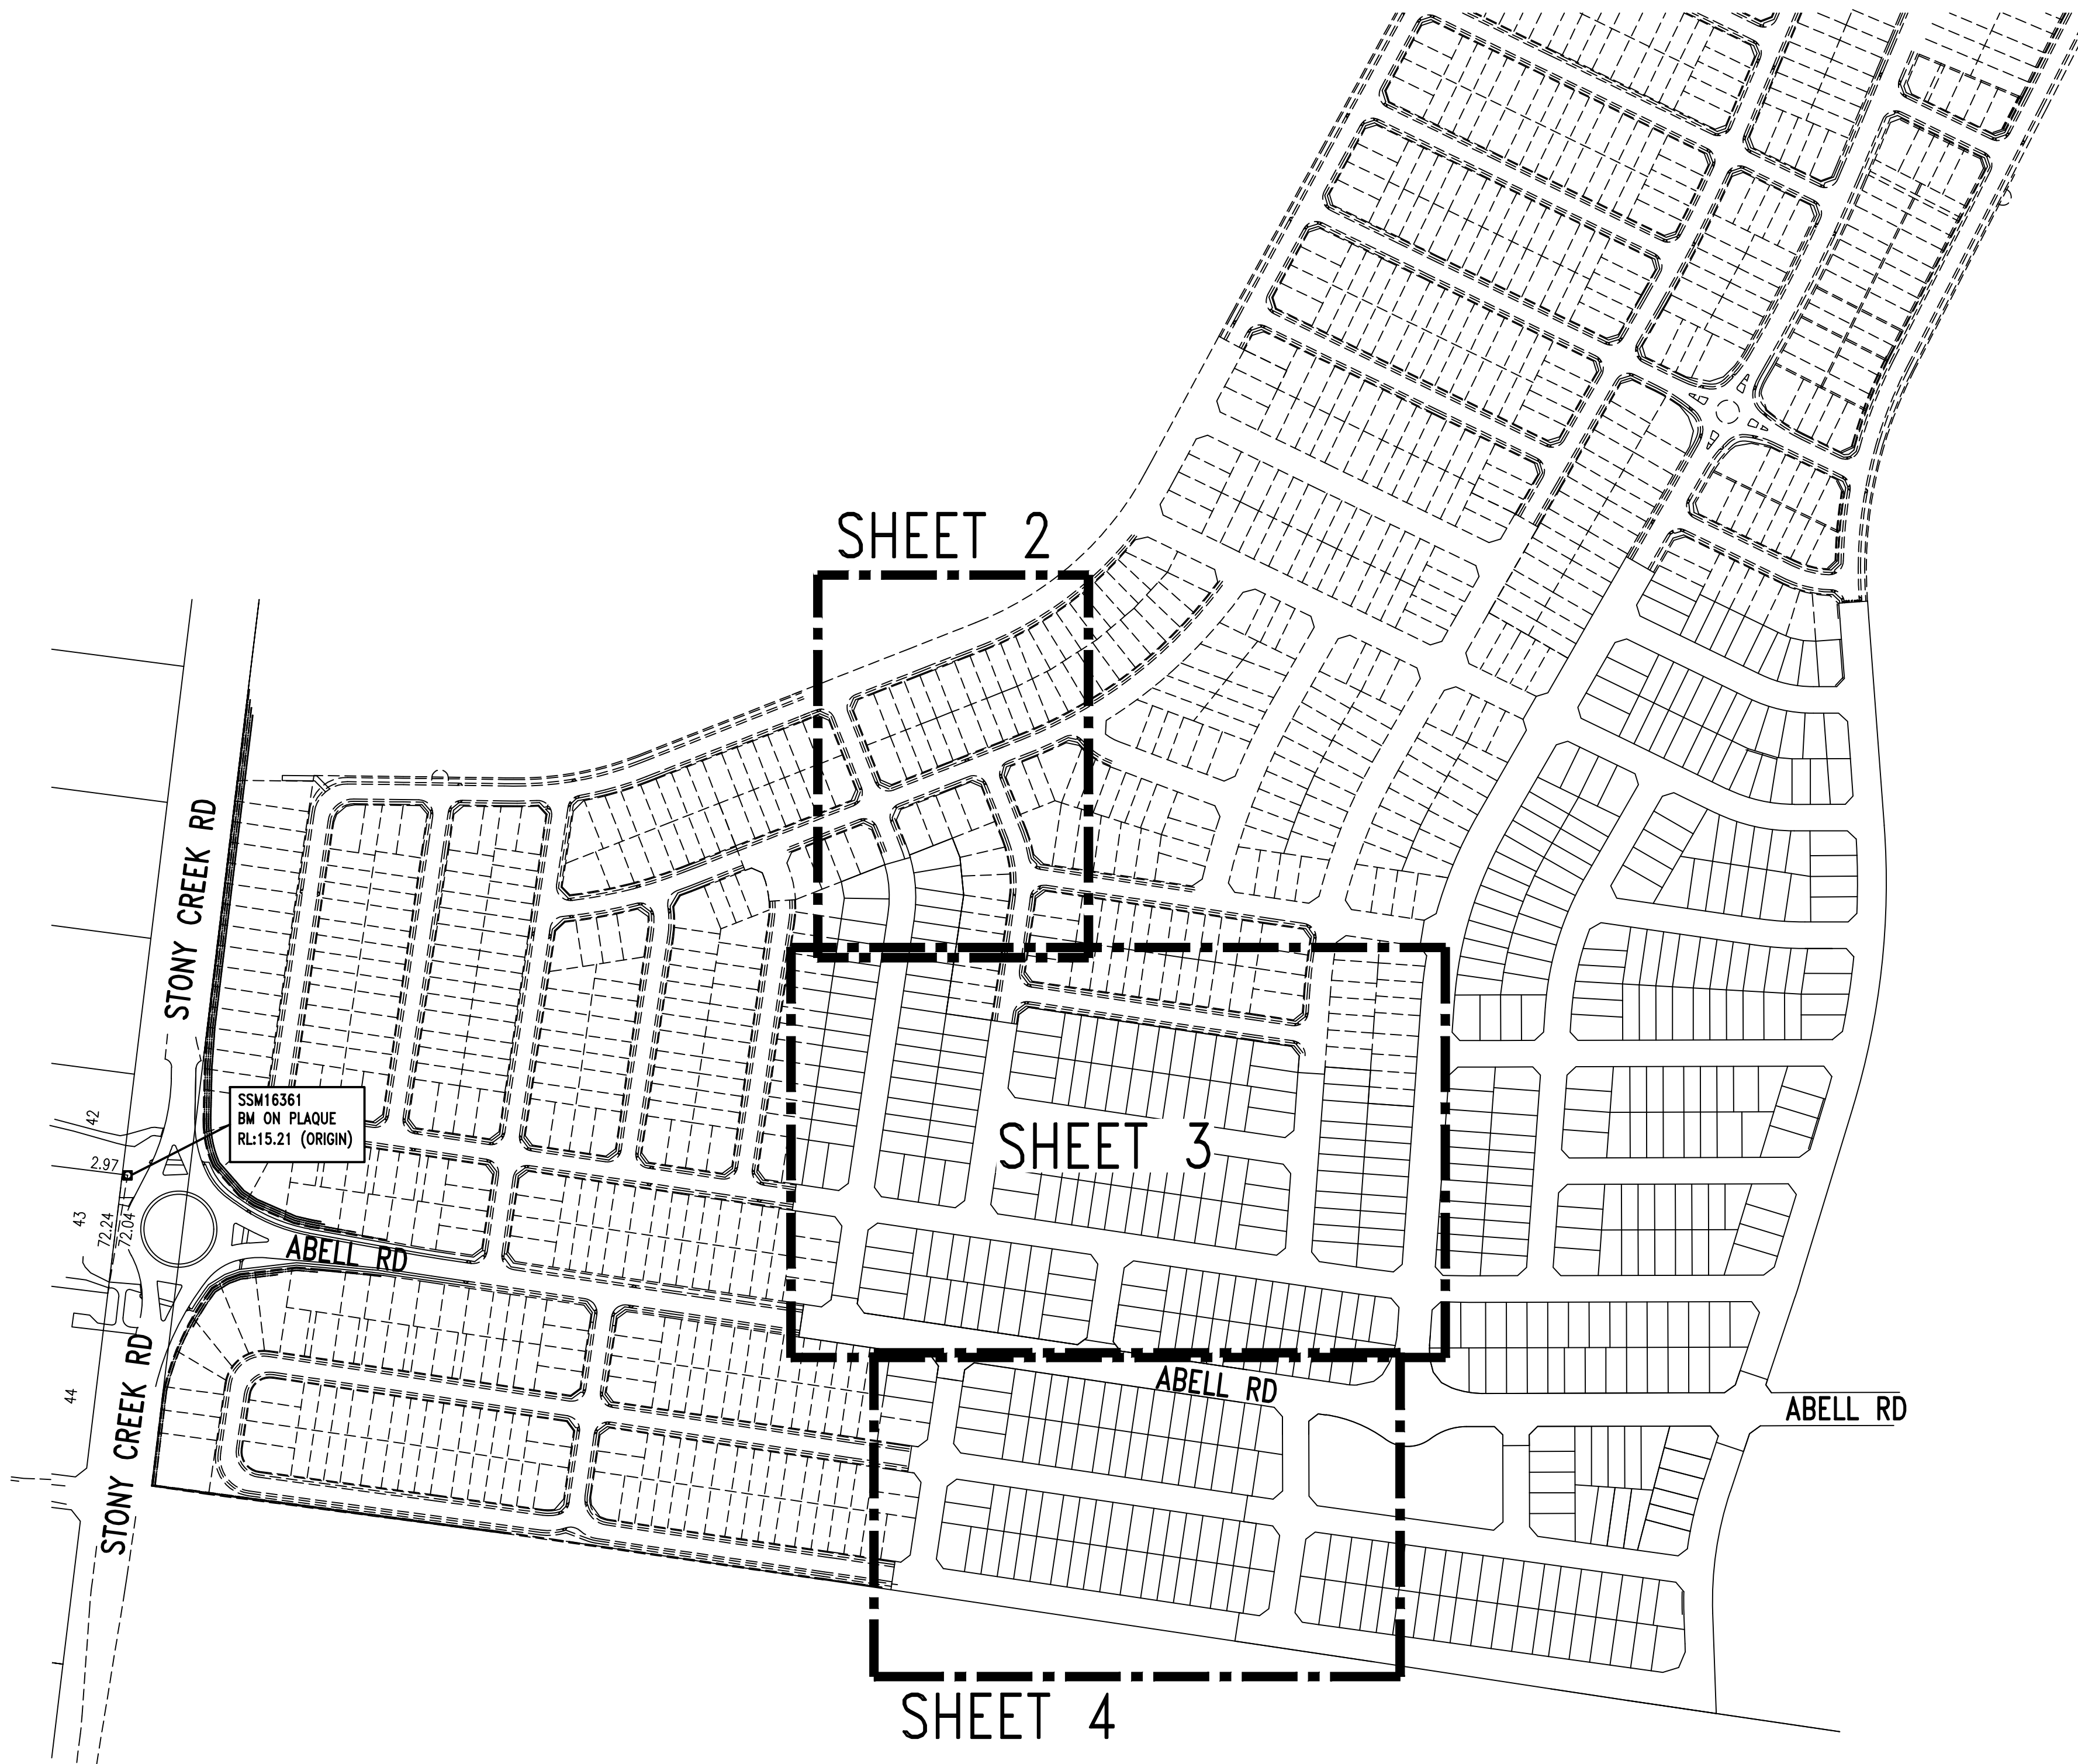 SHEET 2
STONY CREEK RD
SSM16361
BM ON PLAQUE
RL:15.21 (ORIGIN)
42
2.97
43
72.24
72.04
ABELL RD
SHEET 3
STONY CREEK RD
44
ABELL RD
ABELL RD
SHEET 4